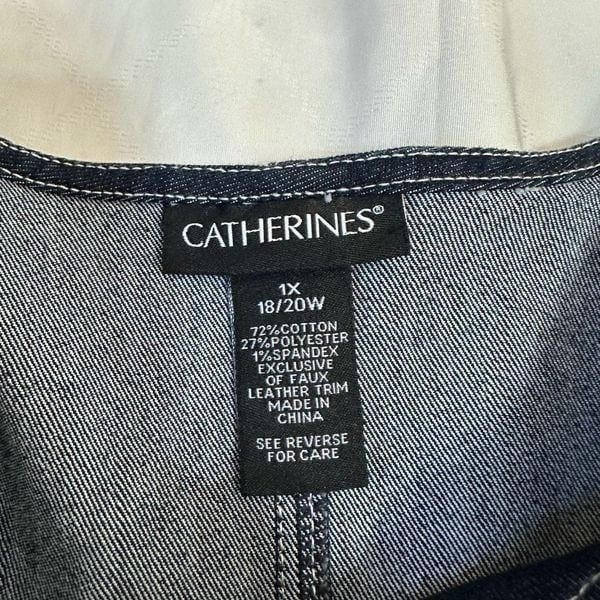 CATHERINES®
1X
18/20W
72%COTTON
27%POLYESTER
1%SPANDEX
EXCLUSIVE
OF FAUX
LEATHER TRIM
MADE IN
CHINA
SEE REVERSE
FOR CARE